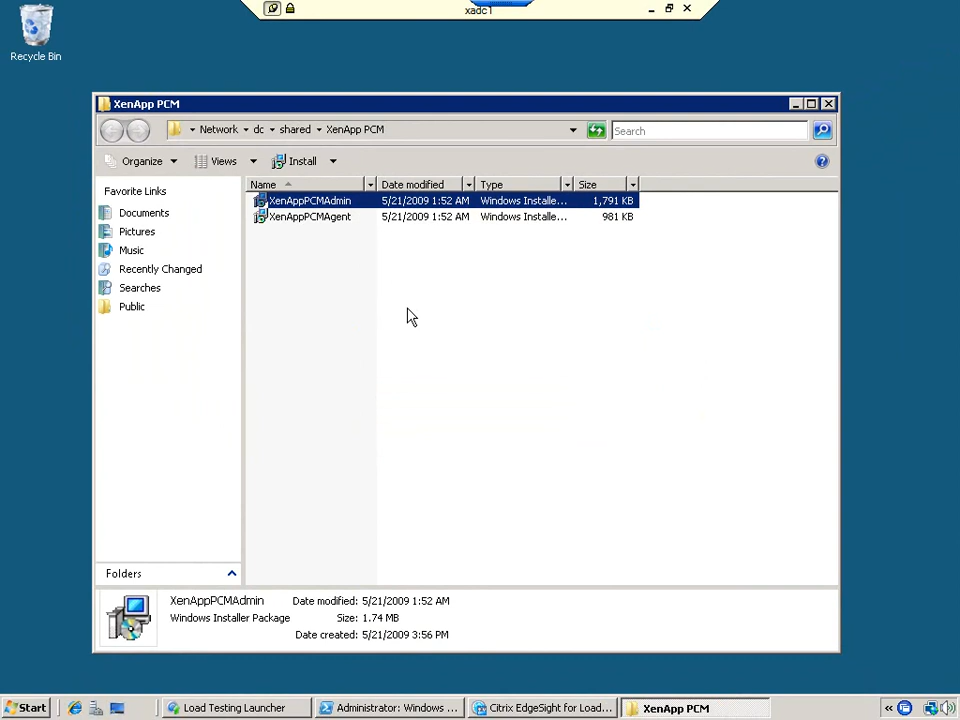 xadc1
Recycle Bin
XenApp PCM
Network dc shared XenApp PCM
Search
Organize Views Install
Favorite Links
Documents
Pictures
Music
Recently Changed
Searches
Public
Folders
Name Date modified Type Size
XenAppPCMAdmin 5/21/2009 1:52 AM Windows Installe... 1,791 KB
XenAppPCMAgent 5/21/2009 1:52 AM Windows Installe... 981 KB
XenAppPCMAdmin Date modified: 5/21/2009 1:52 AM
Windows Installer Package Size: 1.74 MB
Date created: 5/21/2009 3:56 PM
Start Load Testing Launcher Administrator: Windows ... Citrix EdgeSight for Load... XenApp PCM